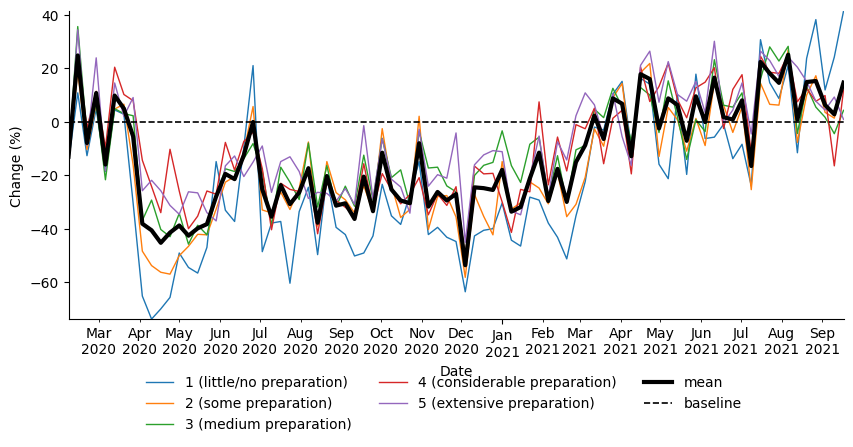 40
20
0
−20
−40
−60
Change (%)
Mar Apr May Jun Jul Aug Sep Oct Nov Dec Jan Feb Mar Apr May Jun Jul Aug Sep
2020 2020 2020 2020 2020 2020 2020 2020 2020 2020 2021 2021 2021 2021 2021 2021 2021 2021 2021
Date
1 (little/no preparation) 4 (considerable preparation) mean
2 (some preparation) 5 (extensive preparation) baseline
3 (medium preparation)